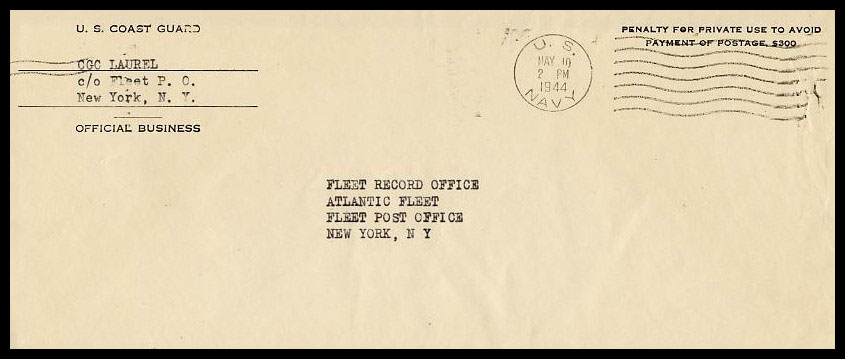 U. S. COAST GUARD
CGC LAUREL
c/o Fleet P. O.
New York, N. Y.
OFFICIAL BUSINESS
U. S.
MAY 10
2 PM
1944
NAVY
PENALTY FOR PRIVATE USE TO AVOID
PAYMENT OF POSTAGE, $300
FLEET RECORD OFFICE
ATLANTIC FLEET
FLEET POST OFFICE
NEW YORK, N Y